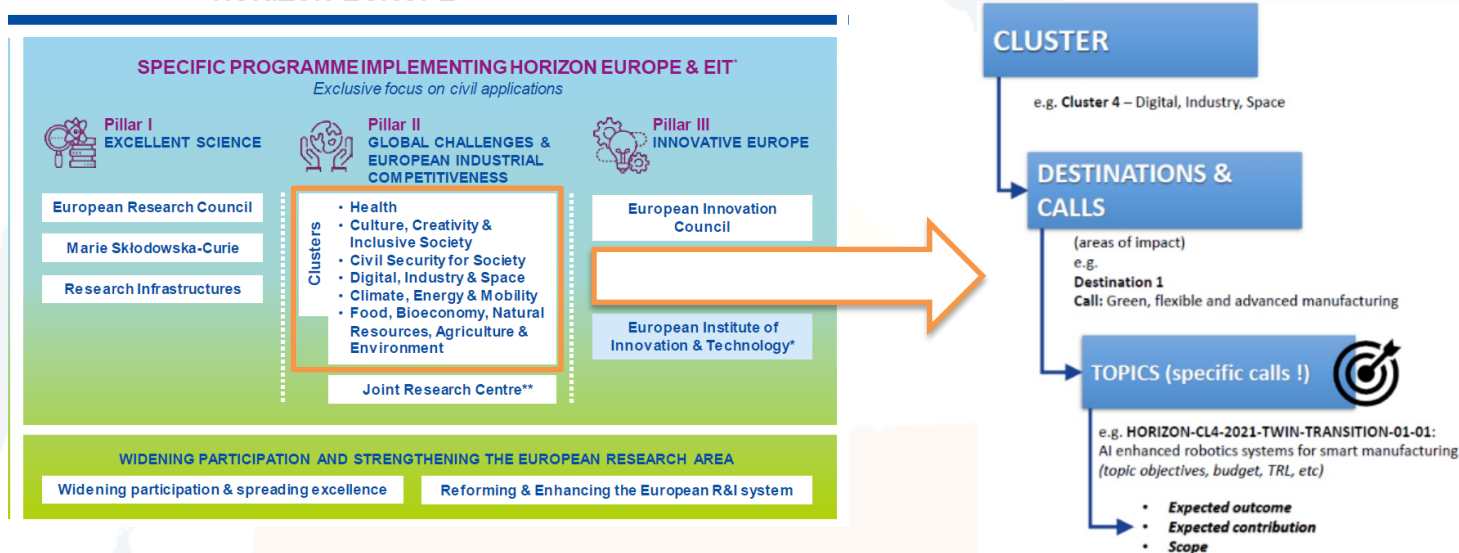 SPECIFIC PROGRAMME IMPLEMENTING HORIZON EUROPE & EIT*
Exclusive focus on civil applications
Pillar I
EXCELLENT SCIENCE
European Research Council
Marie Skłodowska-Curie
Research Infrastructures
Pillar II
GLOBAL CHALLENGES &
EUROPEAN INDUSTRIAL
COMPETITIVENESS
Clusters
• Health
• Culture, Creativity &
Inclusive Society
• Civil Security for Society
• Digital, Industry & Space
• Climate, Energy & Mobility
• Food, Bioeconomy, Natural
Resources, Agriculture &
Environment
Joint Research Centre**
Pillar III
INNOVATIVE EUROPE
European Innovation
Council
European Institute of
Innovation & Technology*
WIDENING PARTICIPATION AND STRENGTHENING THE EUROPEAN RESEARCH AREA
Widening participation & spreading excellence
Reforming & Enhancing the European R&I system
CLUSTER
e.g. Cluster 4 – Digital, Industry, Space
DESTINATIONS &
CALLS
(areas of impact)
e.g.
Destination 1
Call: Green, flexible and advanced manufacturing
TOPICS (specific calls !)
e.g. HORIZON-CL4-2021-TWIN-TRANSITION-01-01:
AI enhanced robotics systems for smart manufacturing
(topic objectives, budget, TRL, etc)
• Expected outcome
• Expected contribution
• Scope